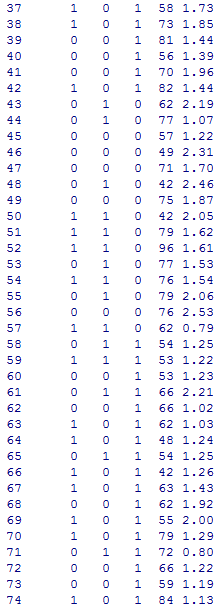 37 1 0 1 58 1.73
38 1 0 1 73 1.85
39 0 0 1 81 1.44
40 0 0 1 56 1.39
41 0 0 1 70 1.96
42 1 0 1 82 1.44
43 0 1 0 62 2.19
44 0 1 0 77 1.07
45 0 0 0 57 1.22
46 0 0 0 49 2.31
47 0 0 0 71 1.70
48 0 1 0 42 2.46
49 0 0 0 75 1.87
50 1 1 0 42 2.05
51 1 1 0 79 1.62
52 1 1 0 96 1.61
53 0 1 0 77 1.53
54 1 1 0 76 1.54
55 0 1 0 79 2.06
56 0 0 0 76 2.53
57 1 1 0 62 0.79
58 0 1 1 54 1.25
59 1 1 1 53 1.22
60 0 0 1 53 1.23
61 0 1 1 66 2.21
62 0 0 1 66 1.02
63 1 0 1 62 1.03
64 1 0 1 48 1.24
65 0 1 1 54 1.25
66 1 0 1 42 1.26
67 1 0 1 63 1.43
68 0 0 1 62 1.92
69 1 0 1 55 2.00
70 1 0 1 79 1.29
71 0 1 1 72 0.80
72 0 0 1 66 1.22
73 0 0 1 59 1.19
74 1 0 1 84 1.13